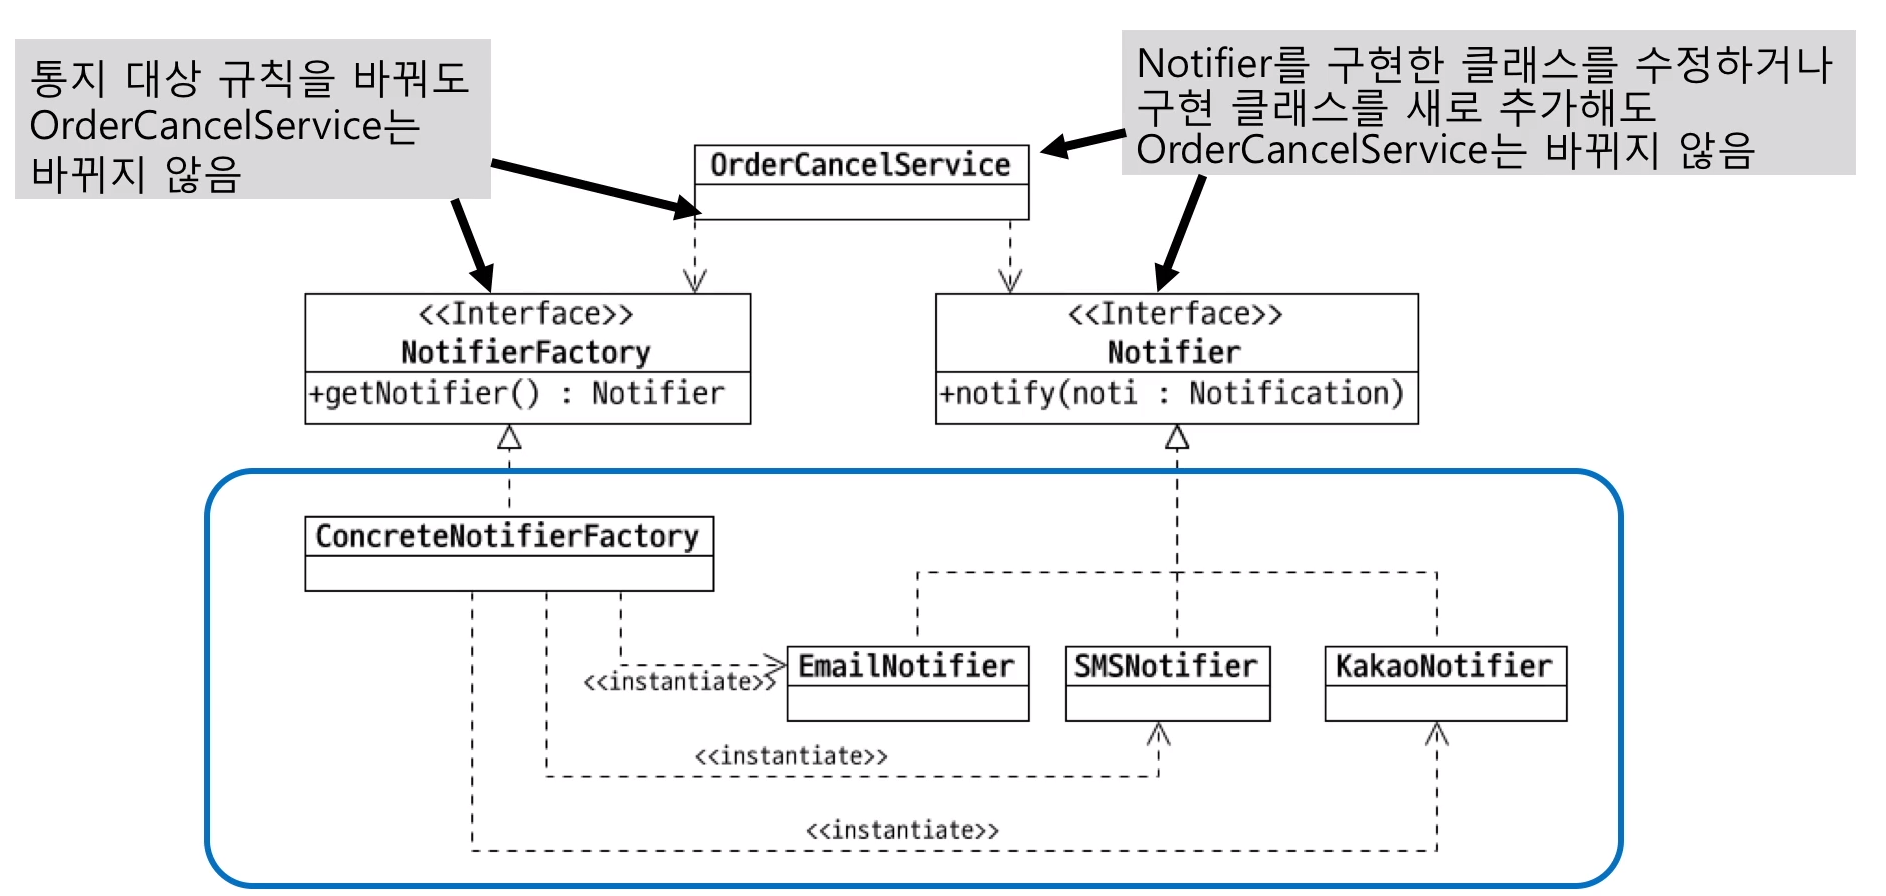 통지 대상 규칙을 바꿔도
OrderCancelService는
바뀌지 않음
Notifier를 구현한 클래스를 수정하거나
구현 클래스를 새로 추가해도
OrderCancelService는 바뀌지 않음
OrderCancelService
<<Interface>>
NotifierFactory
+getNotifier() : Notifier
<<Interface>>
Notifier
+notify(noti : Notification)
ConcreteNotifierFactory
EmailNotifier
SMSNotifier
KakaoNotifier
<<instantiate>>
<<instantiate>>
<<instantiate>>